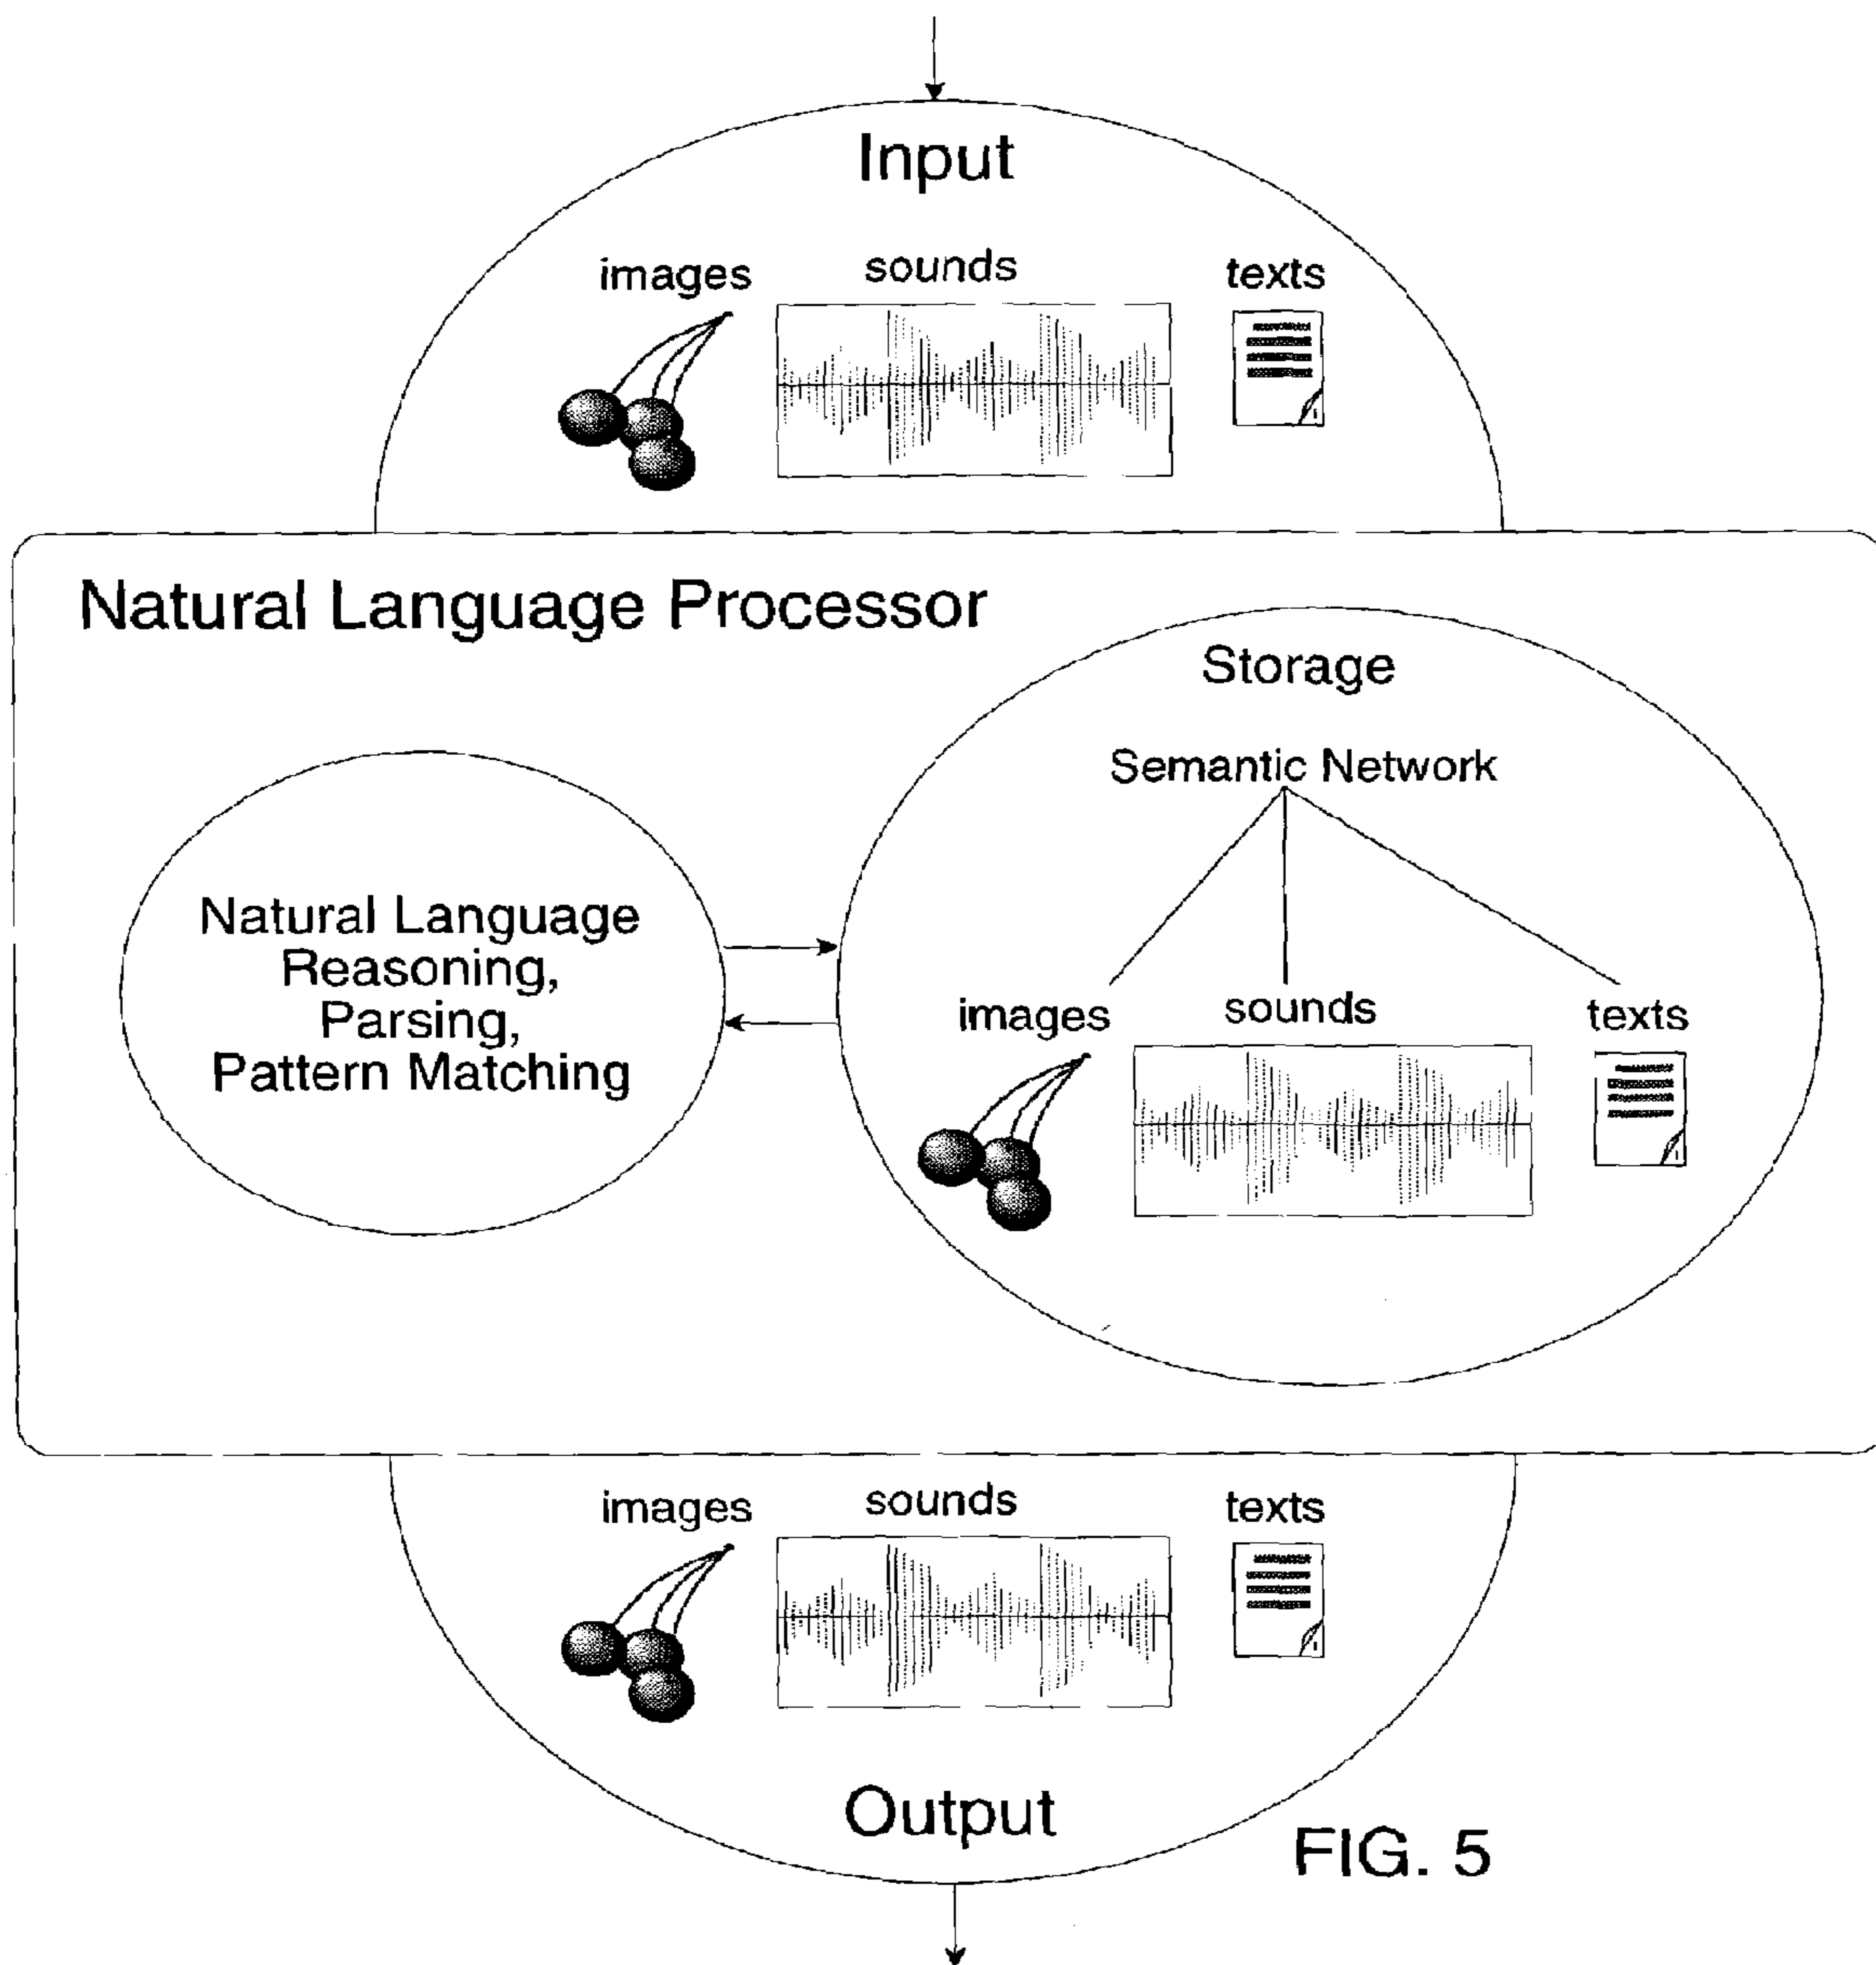 Input
images
sounds
texts
Natural Language Processor
Storage
Semantic Network
Natural Language
Reasoning,
Parsing,
Pattern Matching
images
sounds
texts
images
sounds
texts
Output
FIG. 5